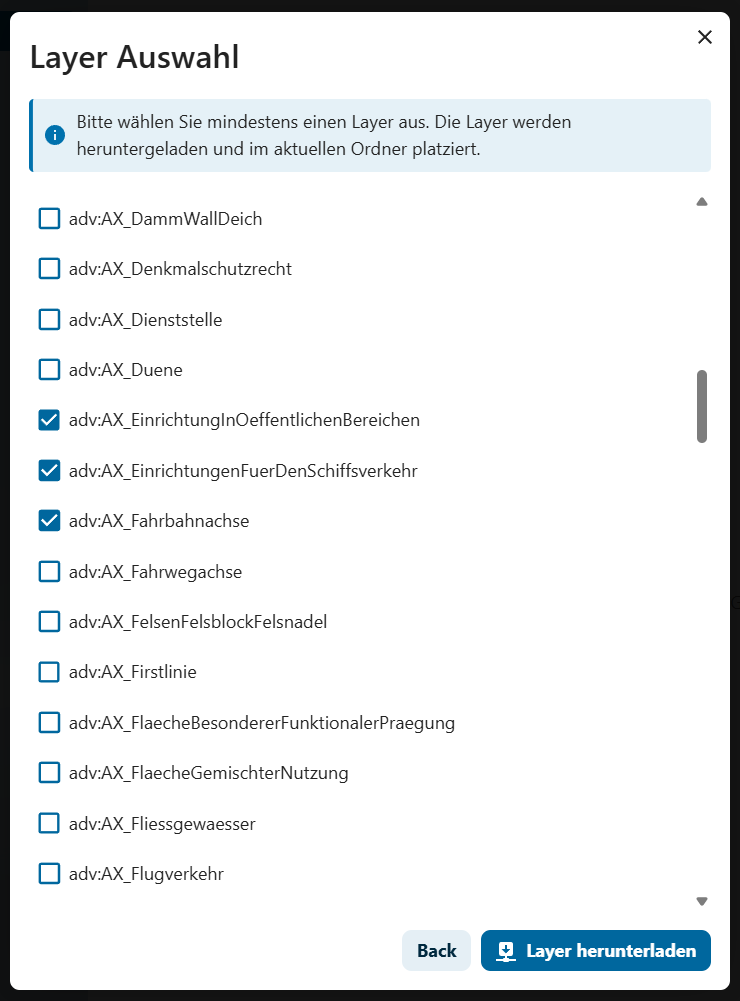 Layer Auswahl
Bitte wählen Sie mindestens einen Layer aus. Die Layer werden
heruntergeladen und im aktuellen Ordner platziert.
adv:AX_DammWallDeich
adv:AX_Denkmalschutzrecht
adv:AX_Dienststelle
adv:AX_Duene
adv:AX_EinrichtungInOeffentlichenBereichen
adv:AX_EinrichtungenFuerDenSchiffsverkehr
adv:AX_Fahrbahnachse
adv:AX_Fahrwegachse
adv:AX_FelsenFelsblockFelsnadel
adv:AX_Firstlinie
adv:AX_FlaecheBesondererFunktionalerPraegung
adv:AX_FlaecheGemischterNutzung
adv:AX_Fliessgewaesser
adv:AX_Flugverkehr
Back
Layer herunterladen